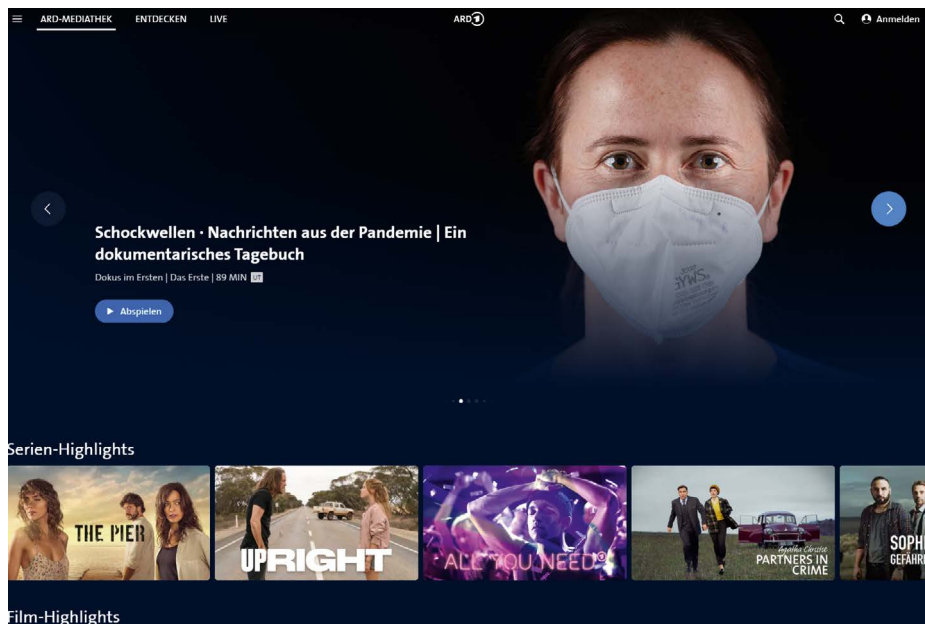 ARD-MEDIATHEK
ENTDECKEN
LIVE
ARD 1
Anmelden
Schockwellen · Nachrichten aus der Pandemie | Ein
dokumentarisches Tagebuch
Dokus im Ersten | Das Erste | 89 MIN UT
Abspielen
Serien-Highlights
THE PIER
UPRIGHT
ALL YOU NEED
Agatha Christie
PARTNERS IN
CRIME
Film-Highlights